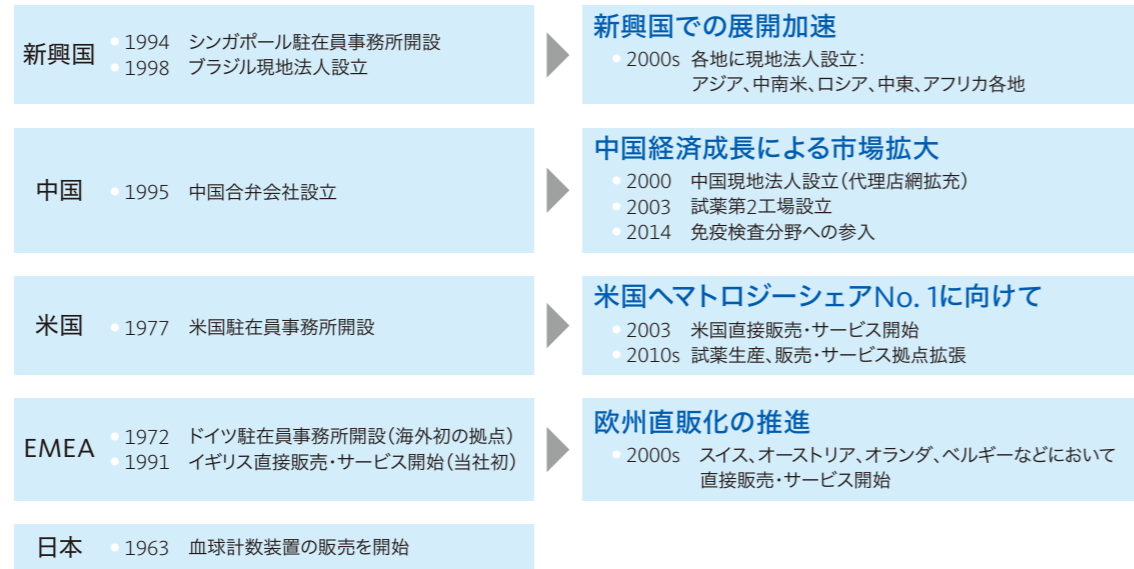 新興国
1994 シンガポール駐在員事務所開設
1998 ブラジル現地法人設立
新興国での展開加速
2000s 各地に現地法人設立：
アジア、中南米、ロシア、中東、アフリカ各地
中国
1995 中国合弁会社設立
中国経済成長による市場拡大
2000 中国現地法人設立（代理店網拡充）
2003 試薬第2工場設立
2014 免疫検査分野への参入
米国
1977 米国駐在員事務所開設
米国ヘマトロジーシェアNo. 1に向けて
2003 米国直接販売・サービス開始
2010s 試薬生産、販売・サービス拠点拡張
EMEA
1972 ドイツ駐在員事務所開設（海外初の拠点）
1991 イギリス直接販売・サービス開始（当社初）
欧州直販化の推進
2000s スイス、オーストリア、オランダ、ベルギーなどにおいて
直接販売・サービス開始
日本
1963 血球計数装置の販売を開始